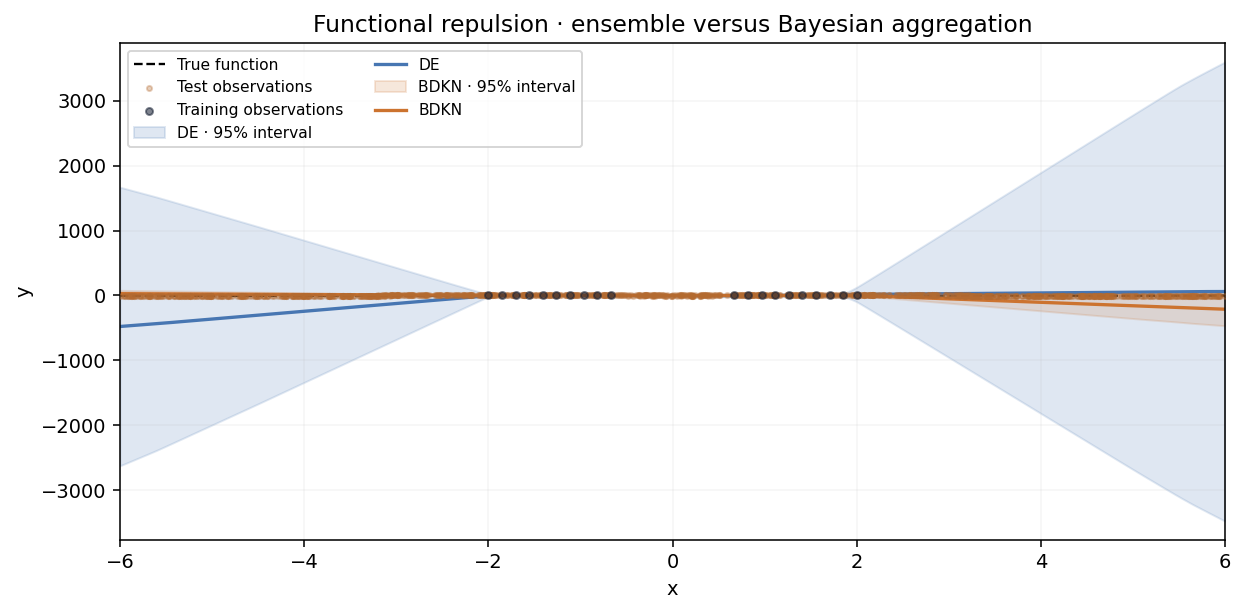 Functional repulsion · ensemble versus Bayesian aggregation
True function
Test observations
Training observations
DE · 95% interval
DE
BDKN · 95% interval
BDKN
y
3000
2000
1000
0
−1000
−2000
−3000
−6
−4
−2
0
2
4
6
x